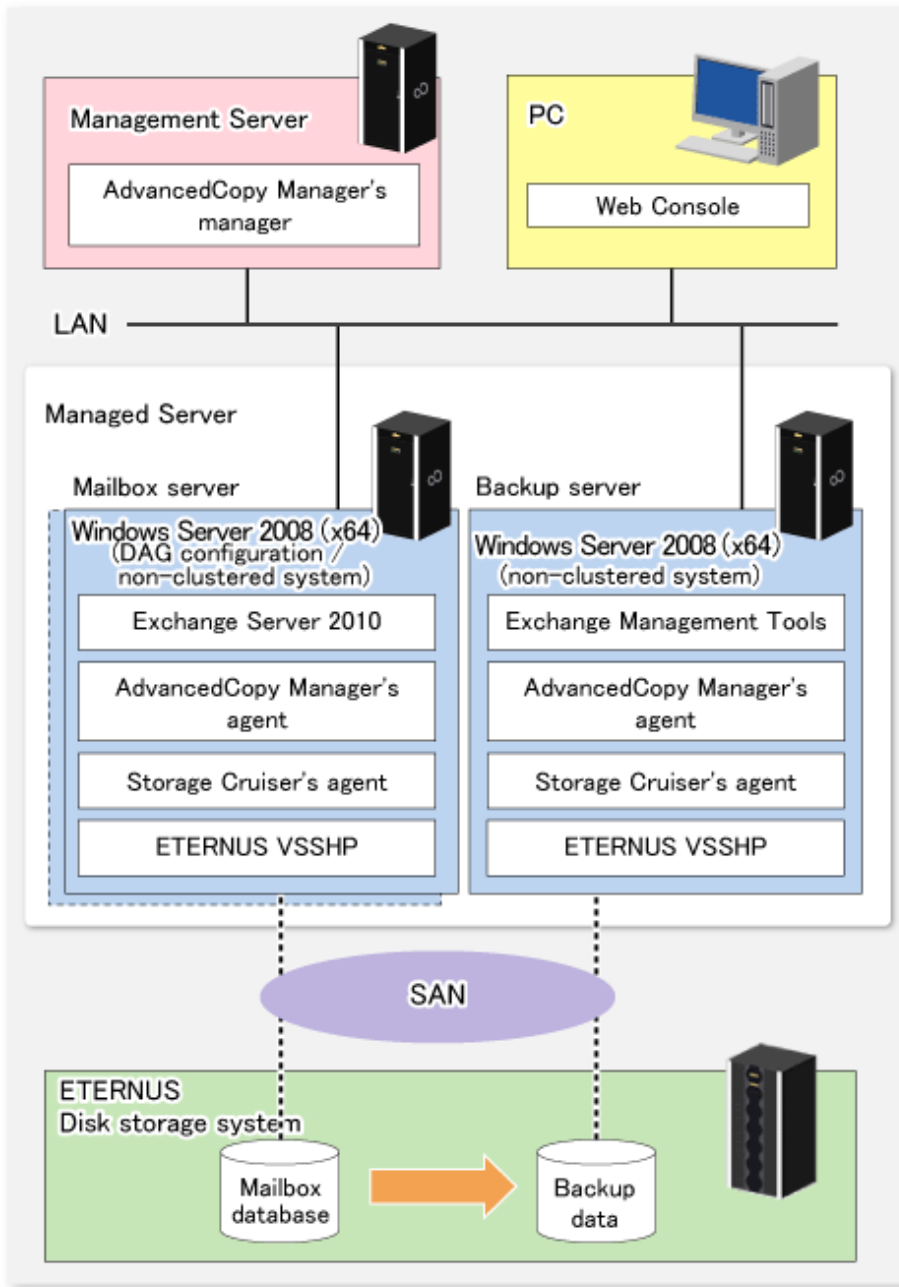 Management Server
AdvancedCopy Manager's
manager
PC
Web Console
LAN
Managed Server
Mailbox server
Windows Server 2008 (x64)
(DAG configuration /
non-clustered system)
Exchange Server 2010
AdvancedCopy Manager's
agent
Storage Cruiser's agent
ETERNUS VSSHP
Backup server
Windows Server 2008 (x64)
(non-clustered system)
Exchange Management Tools
AdvancedCopy Manager's
agent
Storage Cruiser's agent
ETERNUS VSSHP
SAN
ETERNUS
Disk storage system
Mailbox
database
Backup
data